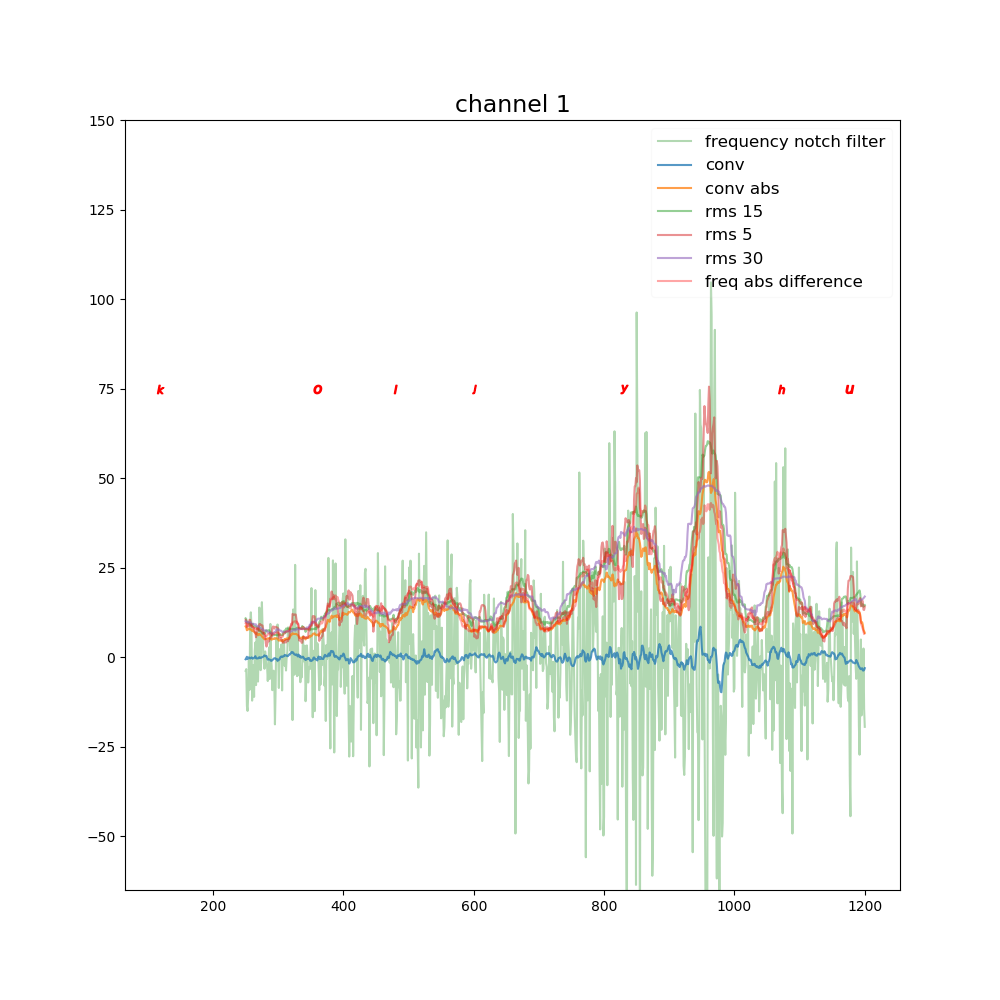 channel 1
150
frequency notch filter
conv
125
conv abs
rms 15
rms 5
rms 30
freq abs difference
100
75
k o l j y h u
50
25
0
−25
−50
200 400 600 800 1000 1200